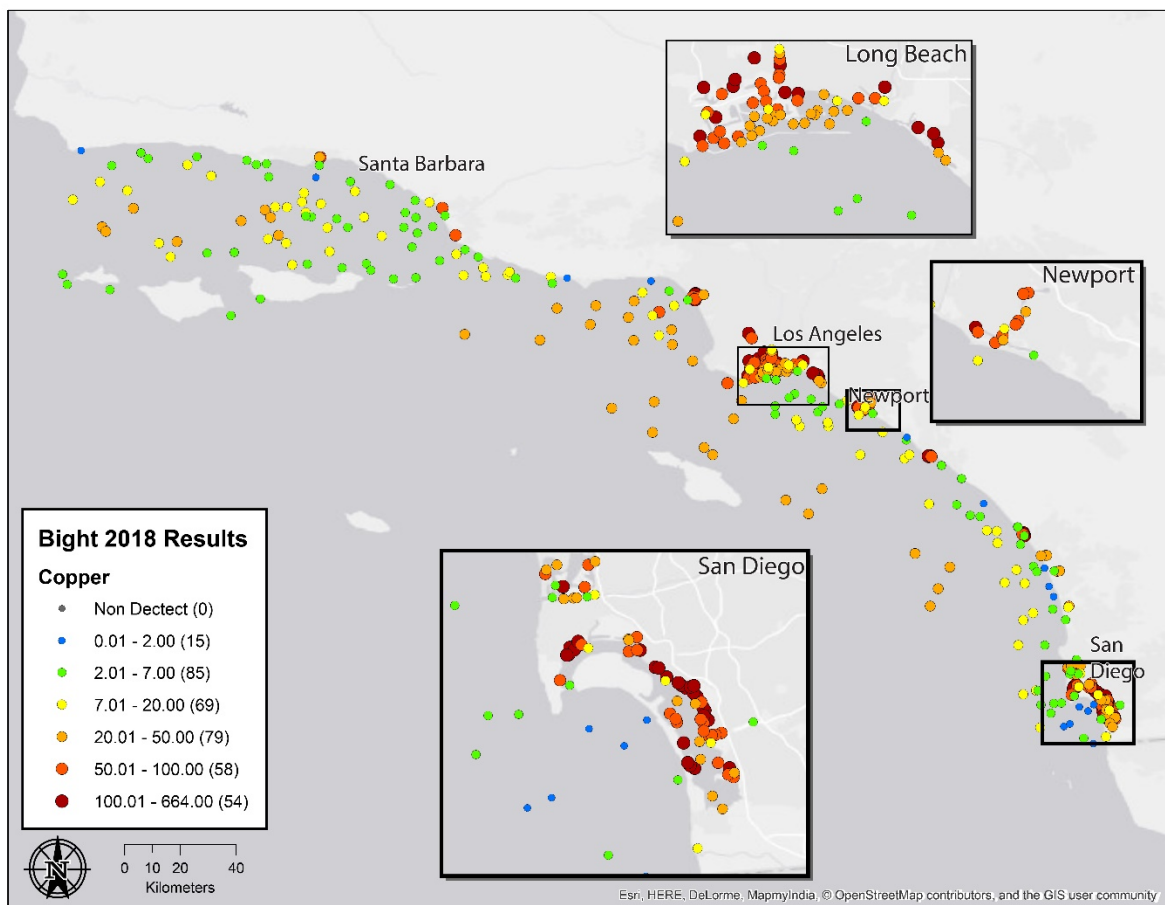 Long Beach
Santa Barbara
Newport
Los Angeles
Newport
Bight 2018 Results
Copper
Non Dectect (0)
0.01 - 2.00 (15)
2.01 - 7.00 (85)
7.01 - 20.00 (69)
20.01 - 50.00 (79)
50.01 - 100.00 (58)
100.01 - 664.00 (54)
San Diego
San
Diego
N
0 10 20 40
Kilometers
Esri, HERE, DeLorme, MapmyIndia, © OpenStreetMap contributors, and the GIS user community